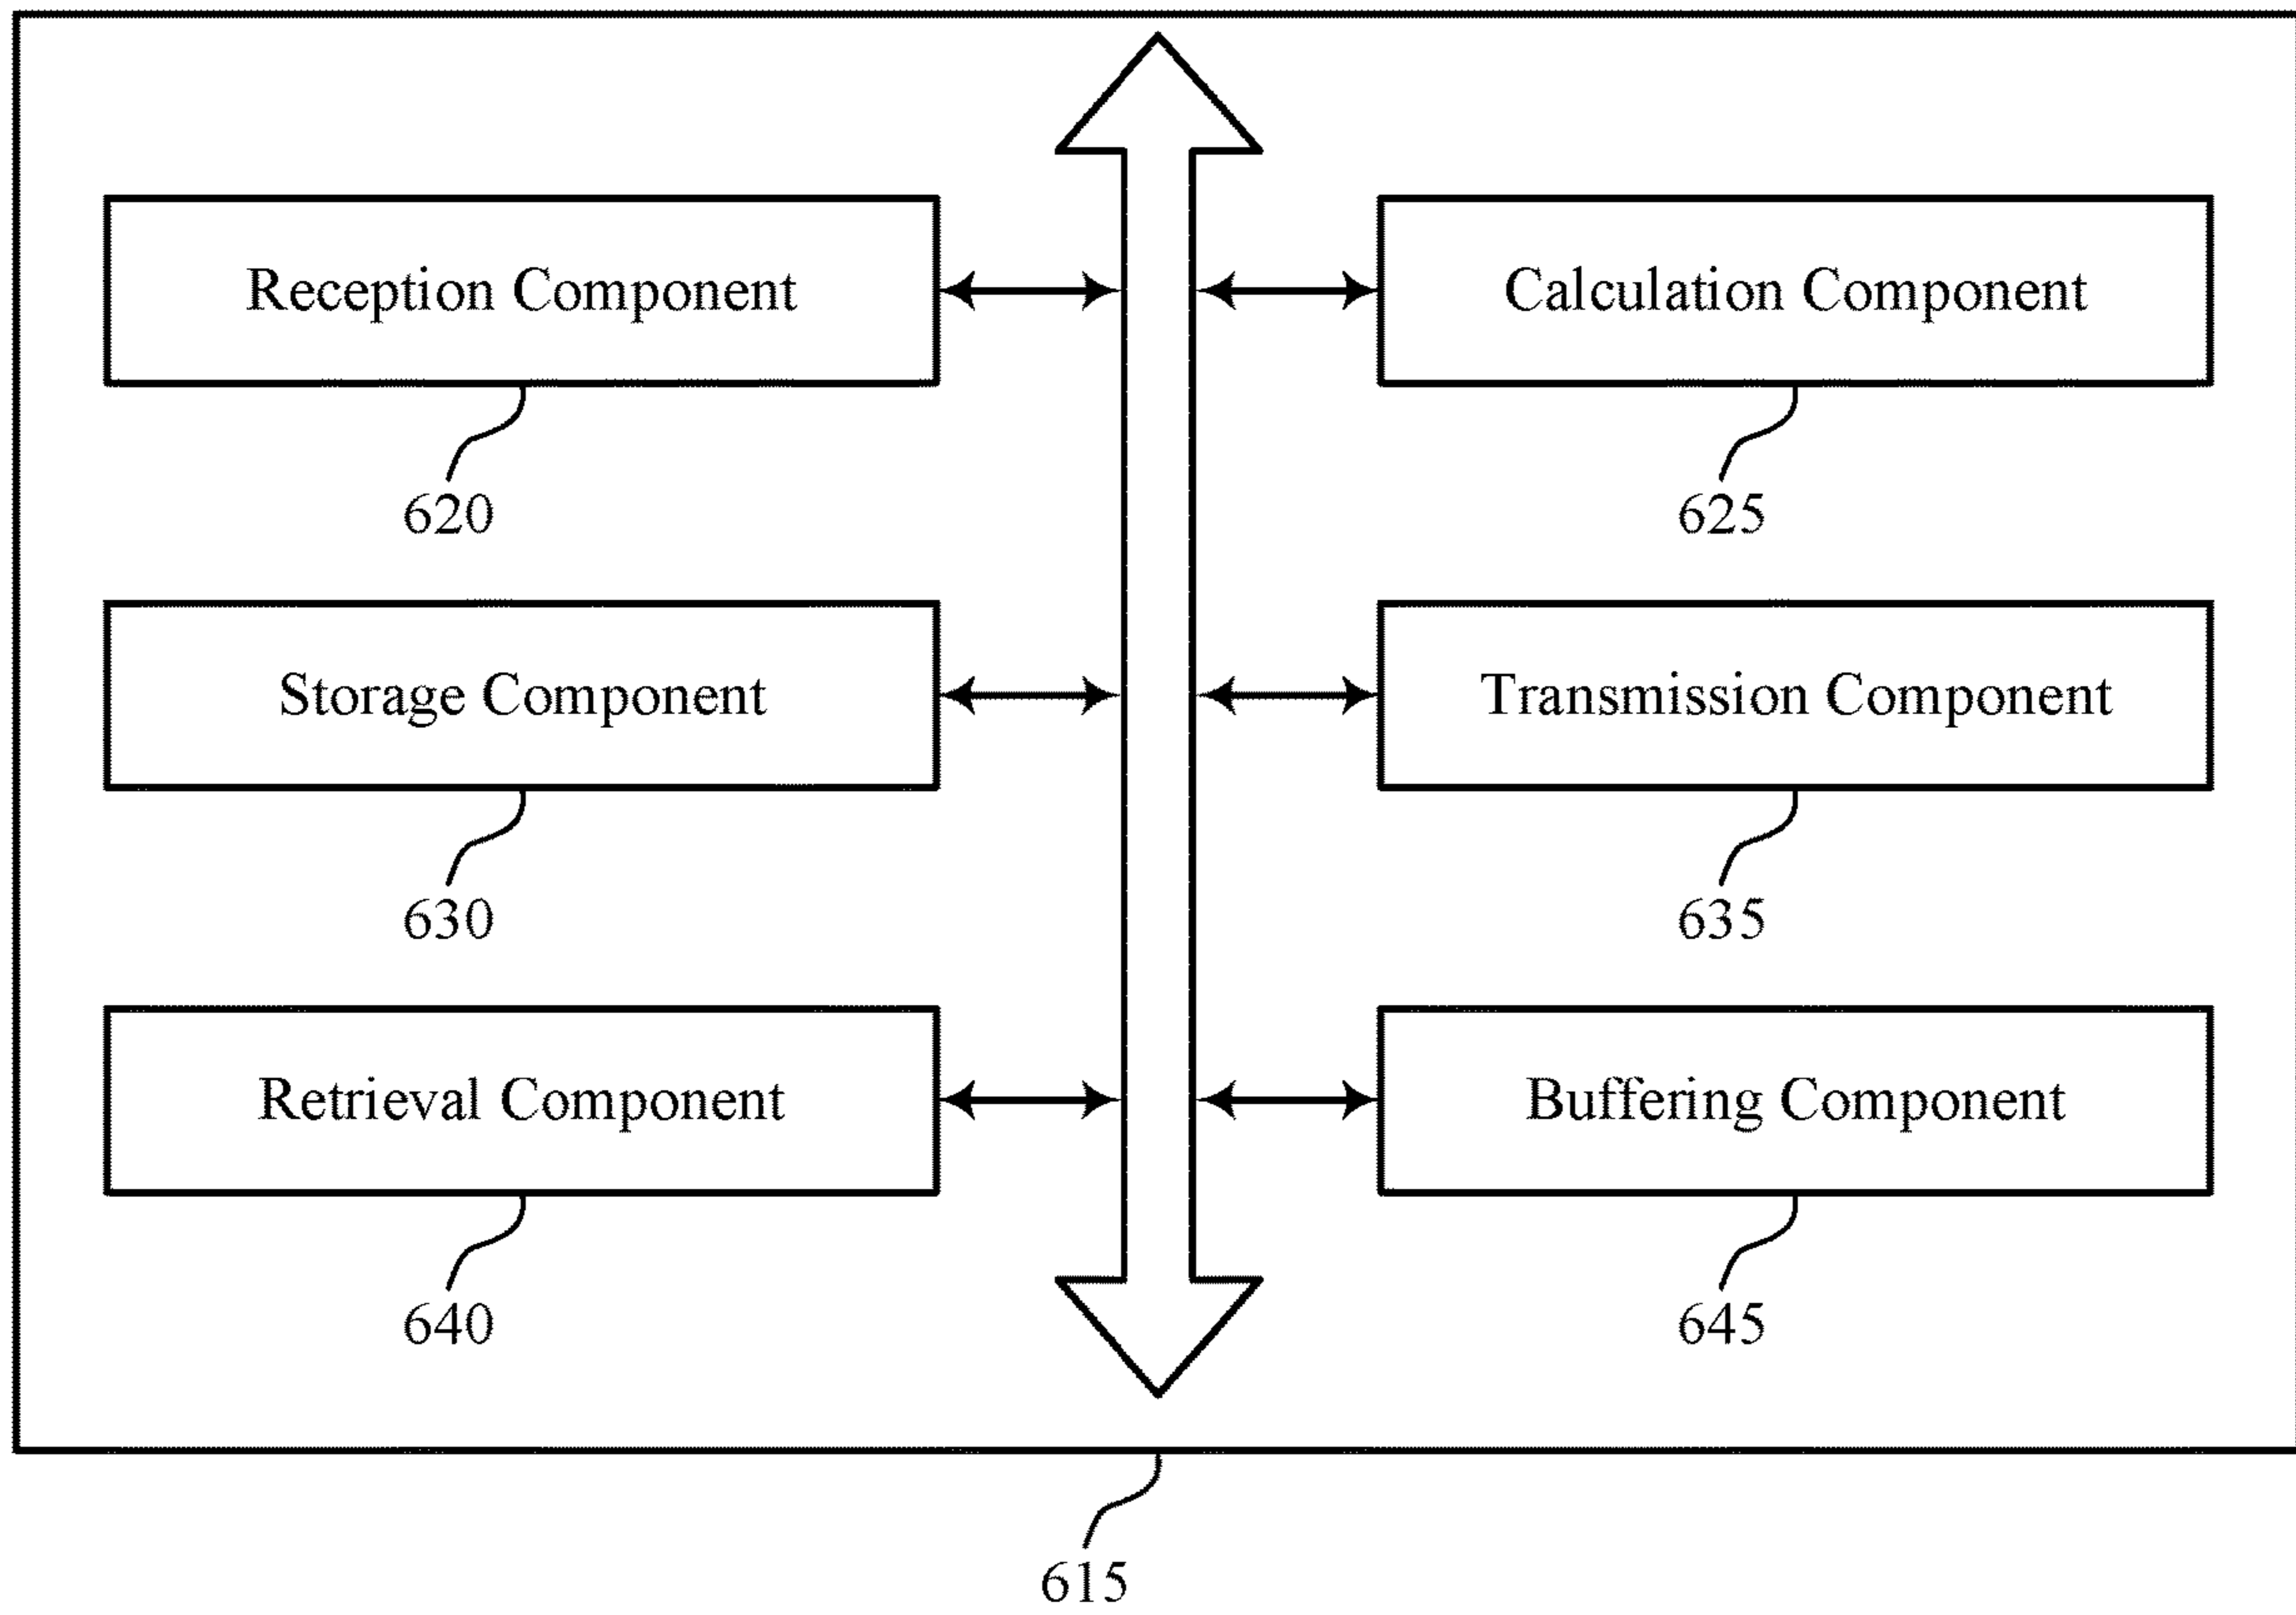 Reception Component
Calculation Component
620
625
Storage Component
Transmission Component
630
635
Retrieval Component
Buffering Component
640
645
615